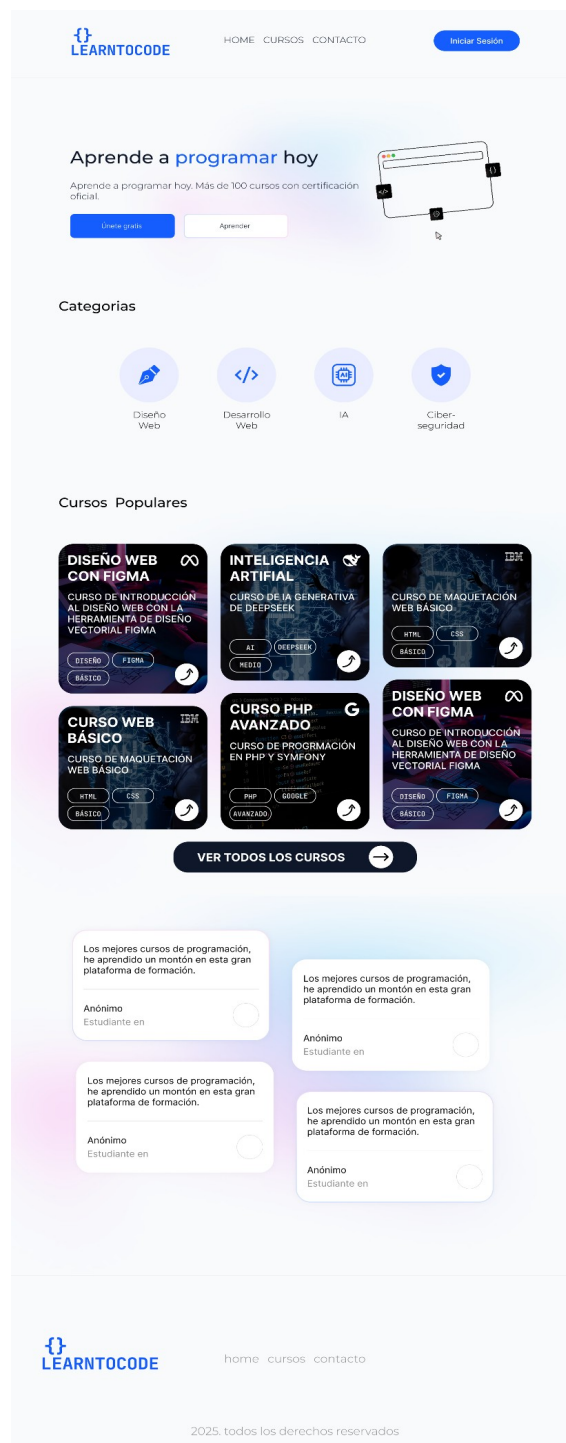 {}
LEARNTOCODE
HOME CURSOS CONTACTO
Iniciar Sesión
Aprende a programar hoy
Aprende a programar hoy. Más de 100 cursos con certificación
oficial.
Únete gratis
Aprender
{}
</>
Categorias
</>
AI
Diseño
Web
Desarrollo
Web
IA
Ciber-
seguridad
Cursos Populares
DISEÑO WEB
CON FIGMA
CURSO DE INTRODUCCIÓN
AL DISEÑO WEB CON LA
HERRAMIENTA DE DISEÑO
VECTORIAL FIGMA
DISEÑO
FIGMA
BÁSICO
INTELIGENCIA
ARTIFIAL
CURSO DE IA GENERATIVA
DE DEEPSEEK
AI
DEEPSEEK
MEDIO
IBM
CURSO DE MAQUETACIÓN
WEB BÁSICO
HTML
CSS
BÁSICO
CURSO WEB
BÁSICO
IBM
CURSO DE MAQUETACIÓN
WEB BÁSICO
HTML
CSS
BÁSICO
CURSO PHP
AVANZADO
G
CURSO DE PROGRMACIÓN
EN PHP Y SYMFONY
PHP
GOOGLE
AVANZADO
DISEÑO WEB
CON FIGMA
CURSO DE INTRODUCCIÓN
AL DISEÑO WEB CON LA
HERRAMIENTA DE DISEÑO
VECTORIAL FIGMA
DISEÑO
FIGMA
BÁSICO
VER TODOS LOS CURSOS
Los mejores cursos de programación,
he aprendido un montón en esta gran
plataforma de formación.
Anónimo
Estudiante en
Los mejores cursos de programación,
he aprendido un montón en esta gran
plataforma de formación.
Anónimo
Estudiante en
Los mejores cursos de programación,
he aprendido un montón en esta gran
plataforma de formación.
Anónimo
Estudiante en
Los mejores cursos de programación,
he aprendido un montón en esta gran
plataforma de formación.
Anónimo
Estudiante en
{}
LEARNTOCODE
home cursos contacto
2025. todos los derechos reservados